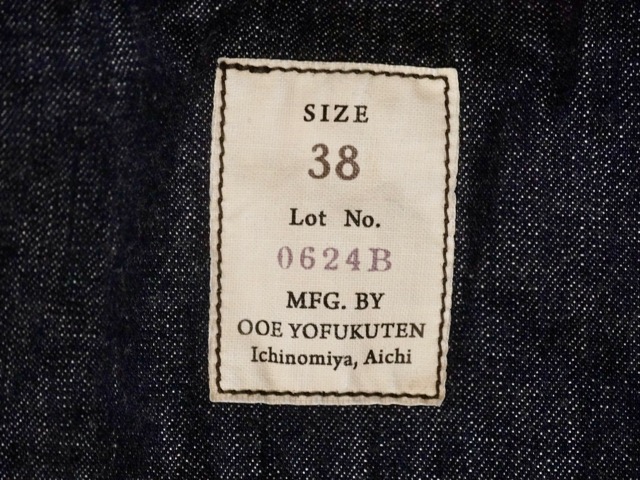 SIZE
38
Lot No.
0624B
MFG. BY
OOE YOFUKUTEN
Ichinomiya, Aichi